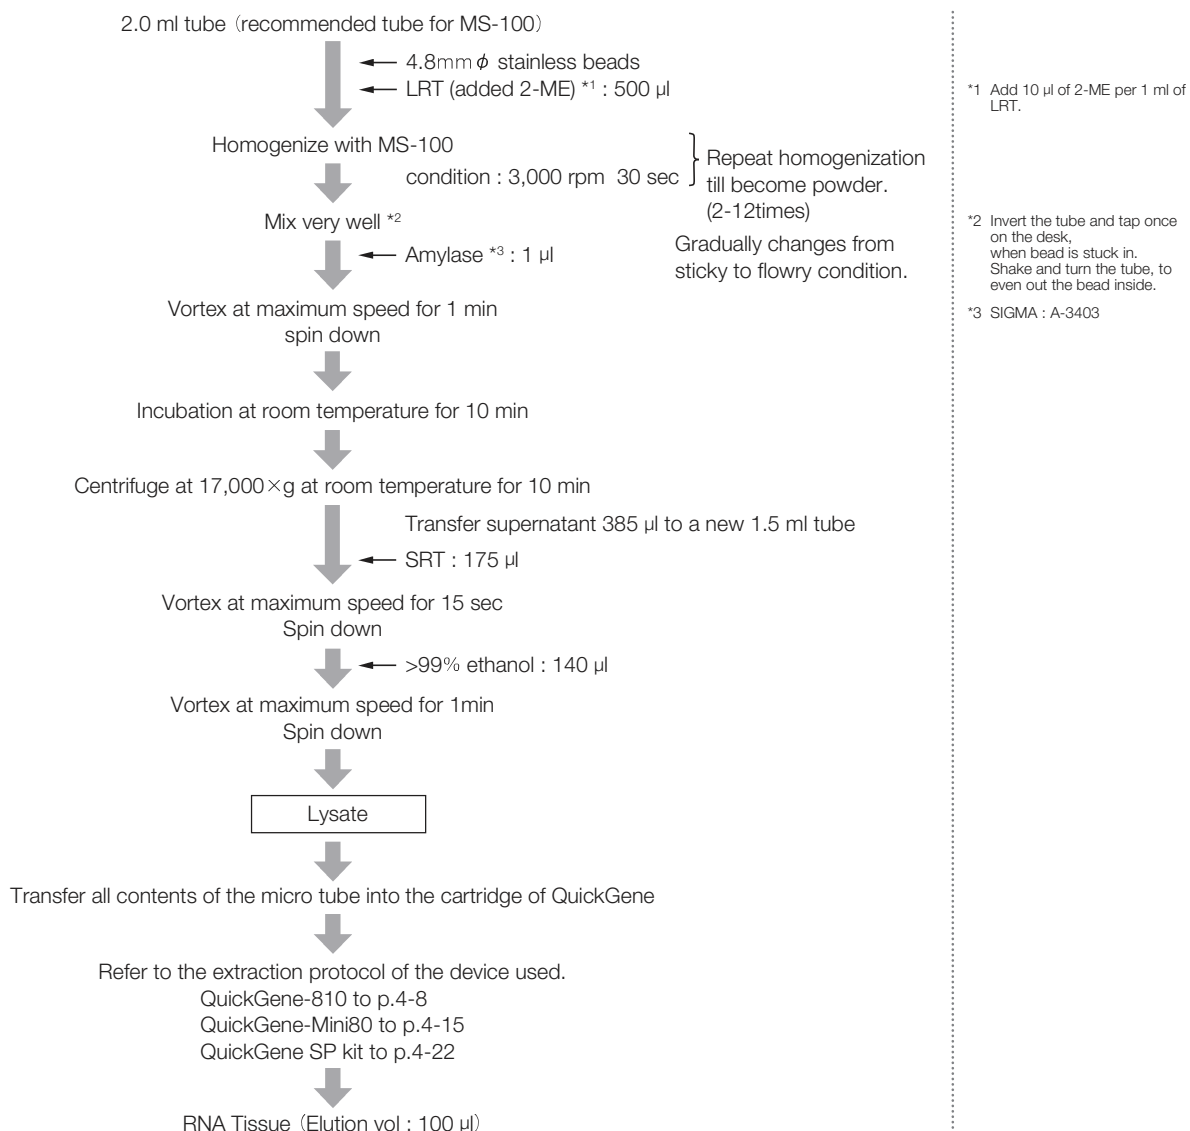 2.0 ml tube (recommended tube for MS-100)
4.8mmφ stainless beads
LRT (added 2-ME) *1 : 500 µl
Homogenize with MS-100
condition : 3,000 rpm 30 sec
Repeat homogenization
till become powder.
(2-12times)
Mix very well *2
Gradually changes from
sticky to flowry condition.
Amylase *3 : 1 µl
Vortex at maximum speed for 1 min
spin down
Incubation at room temperature for 10 min
Centrifuge at 17,000×g at room temperature for 10 min
Transfer supernatant 385 µl to a new 1.5 ml tube
SRT : 175 µl
Vortex at maximum speed for 15 sec
Spin down
>99% ethanol : 140 µl
Vortex at maximum speed for 1min
Spin down
Lysate
Transfer all contents of the micro tube into the cartridge of QuickGene
Refer to the extraction protocol of the device used.
QuickGene-810 to p.4-8
QuickGene-Mini80 to p.4-15
QuickGene SP kit to p.4-22
RNA Tissue (Elution vol : 100 µl)
*1 Add 10 µl of 2-ME per 1 ml of
LRT.
*2 Invert the tube and tap once
on the desk,
when bead is stuck in.
Shake and turn the tube, to
even out the bead inside.
*3 SIGMA : A-3403